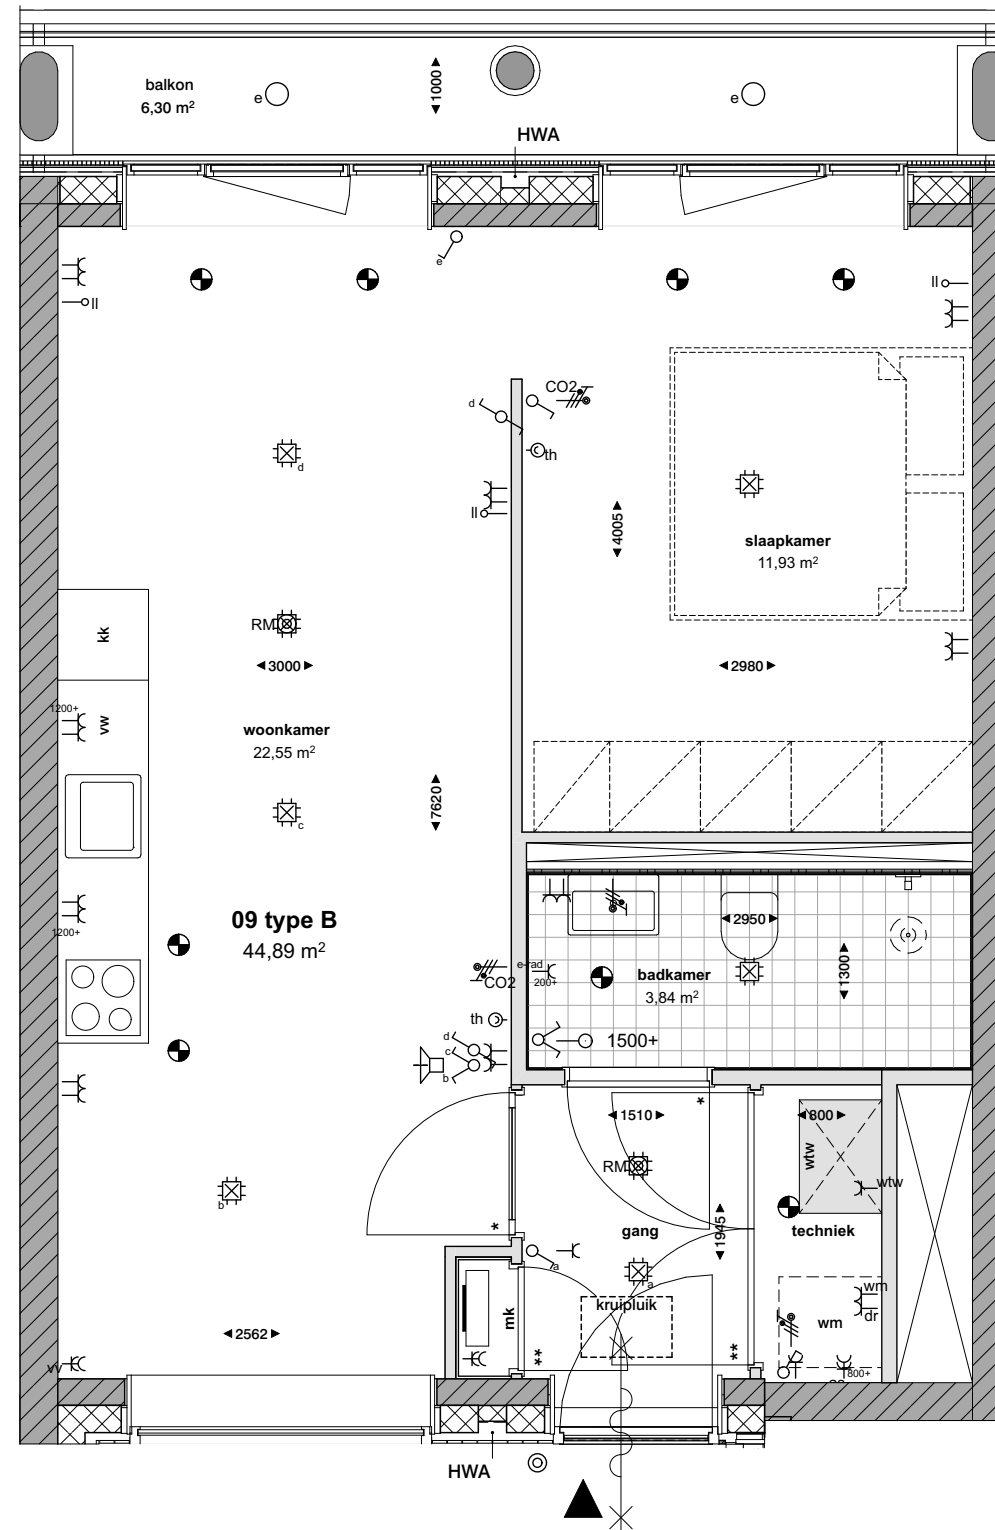 balkon
6,30 m²
e
1000
e
HWA
e
ll
ll
d
CO2
th
ll
d
4005
slaapkamer
11,93 m²
RM
3000
2980
kk
1200+
vw
woonkamer
22,55 m²
7620
c
09 type B
44,89 m²
1200+
2950
1300
CO2
e-rad
200+
badkamer
3,84 m²
th
d
c
b
1500+
*
1510
800
wtw
RM
wtw
b
*
1945
gang
techniek
a
a
kruipluik
wm
dr
mk
wm
2562
**
**
vv
800+
HWA